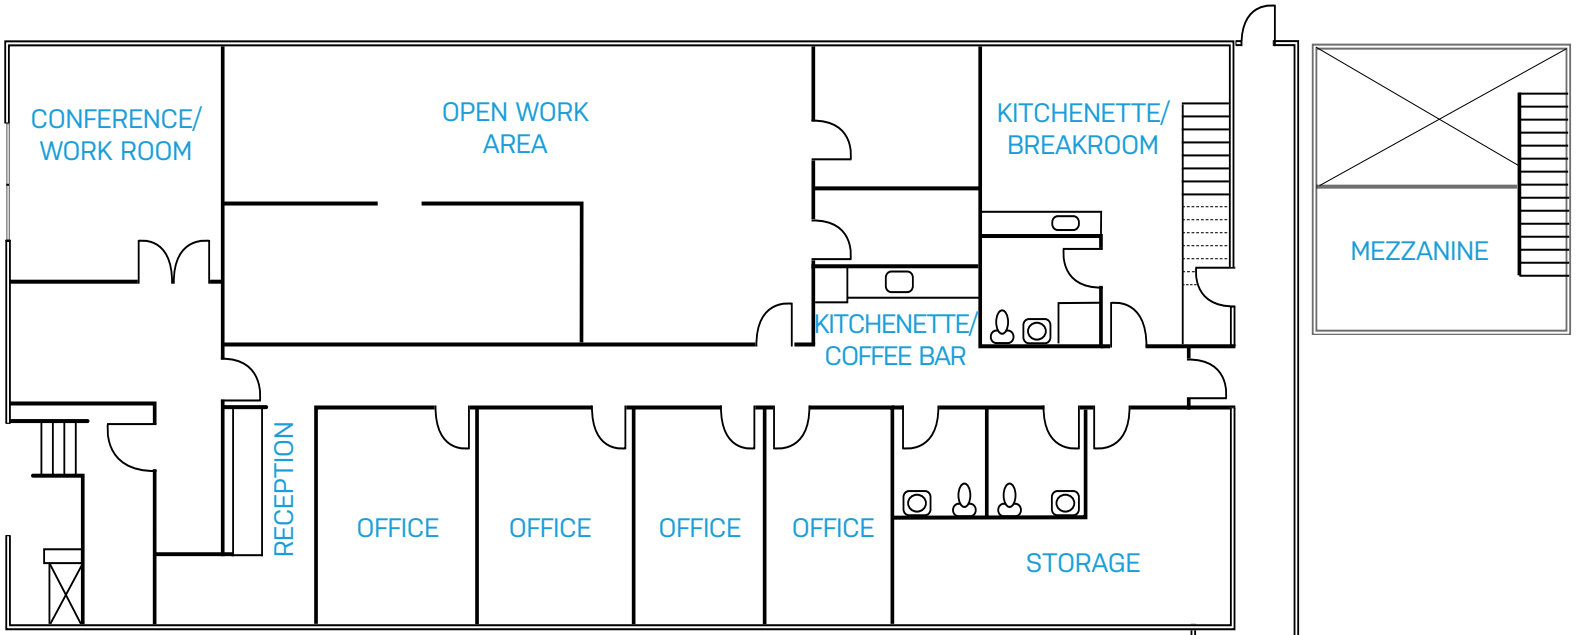 CONFERENCE/
WORK ROOM
OPEN WORK
AREA
KITCHENETTE/
BREAKROOM
MEZZANINE
KITCHENETTE/
COFFEE BAR
RECEPTION
OFFICE
OFFICE
OFFICE
OFFICE
STORAGE